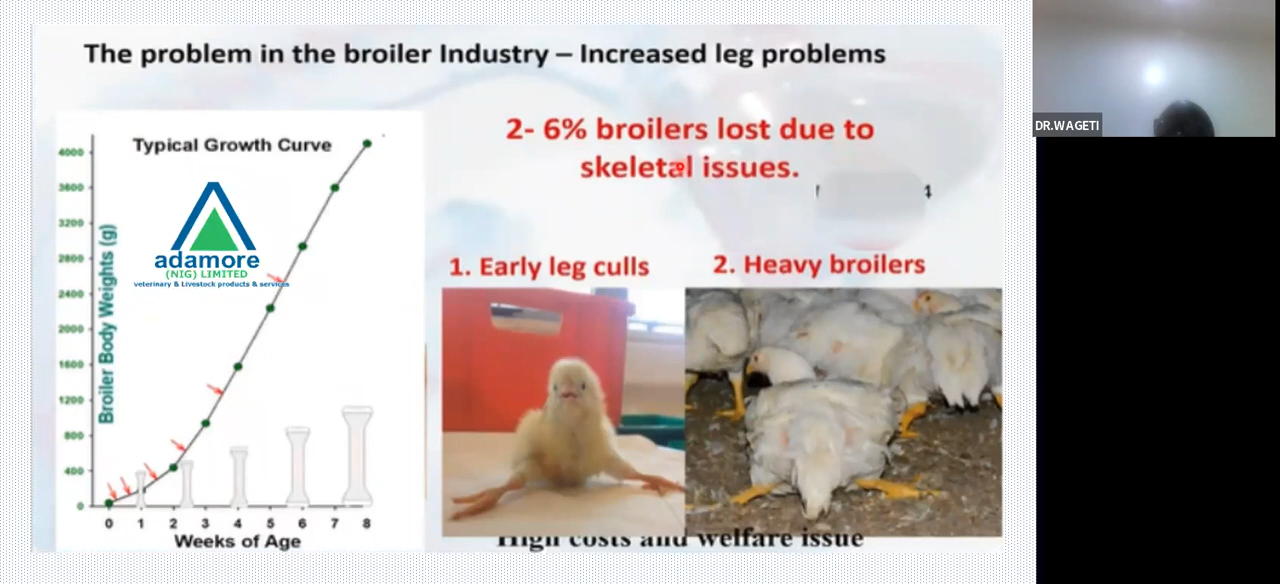 The problem in the broiler Industry – Increased leg problems
Typical Growth Curve
4000
3600
3200
2800
2400
2000
1600
1200
800
400
0
Broiler Body Weights (g)
adamore
(NIG) LIMITED
veterinary & Livestock products & services
0 1 2 3 4 5 6 7 8
Weeks of Age
2- 6% broilers lost due to
skeletal issues.
4
1. Early leg culls
2. Heavy broilers
High costs and welfare issue
DR.WAGETI